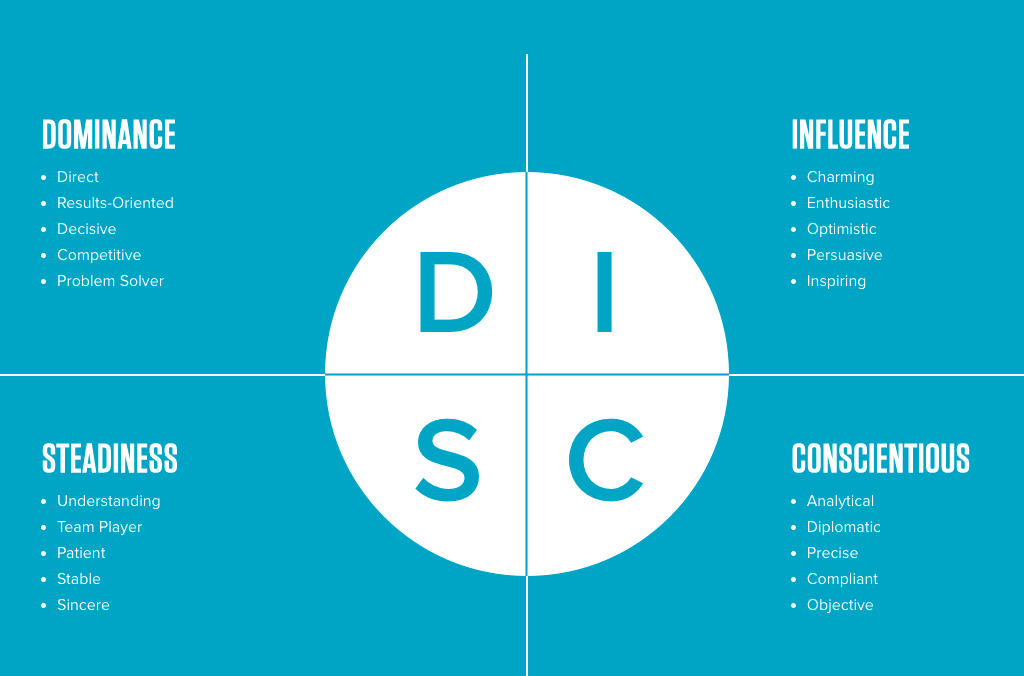 DOMINANCE
• Direct
• Results-Oriented
• Decisive
• Competitive
• Problem Solver
INFLUENCE
• Charming
• Enthusiastic
• Optimistic
• Persuasive
• Inspiring
D I
S C
STEADINESS
• Understanding
• Team Player
• Patient
• Stable
• Sincere
CONSCIENTIOUS
• Analytical
• Diplomatic
• Precise
• Compliant
• Objective